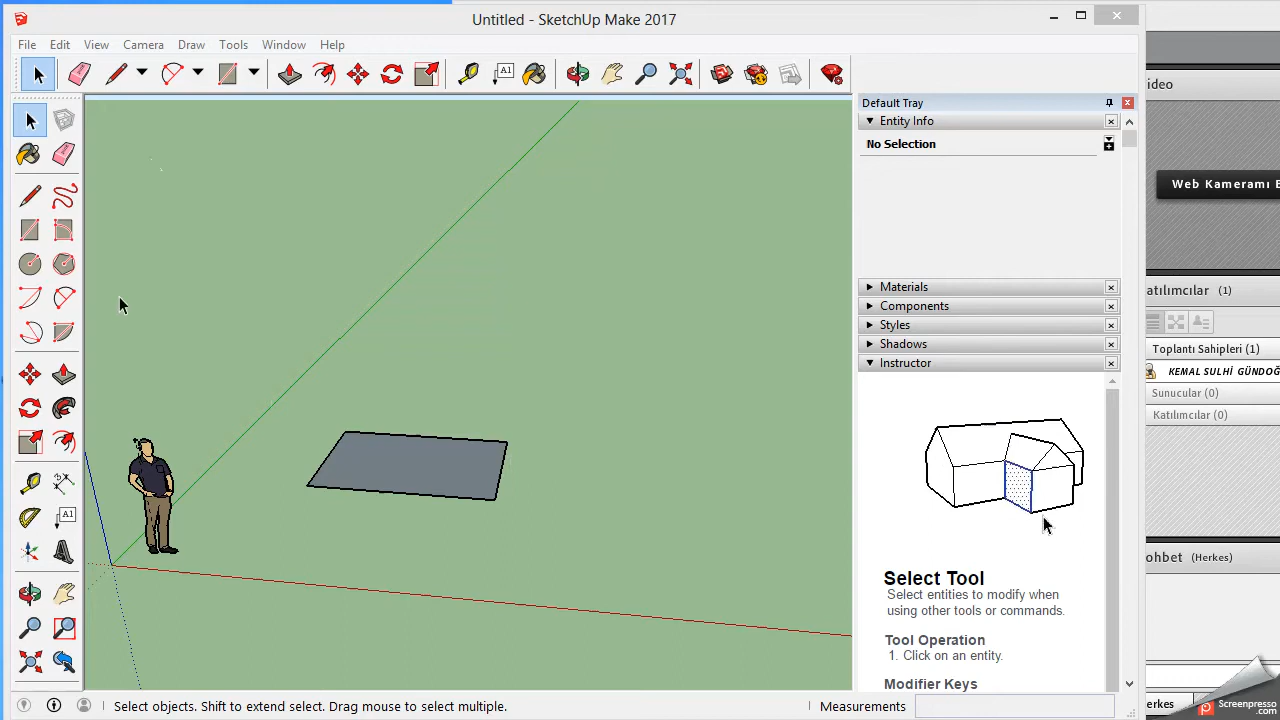 Untitled - SketchUp Make 2017
File Edit View Camera Draw Tools Window Help
A1
Default Tray
Entity Info
No Selection
Materials
Components
Styles
Shadows
Instructor
Select Tool
Select entities to modify when
using other tools or commands.
Tool Operation
1. Click on an entity.
Modifier Keys
A1
Select objects. Shift to extend select. Drag mouse to select multiple.
Measurements
ideo
Web Kameramı E
atılımcılar (1)
Toplantı Sahipleri (1)
KEMAL SULHİ GÜNDOĞ
Sunucular (0)
Katılımcılar (0)
ohbet (Herkes)
erkes
Screenpresso
.com